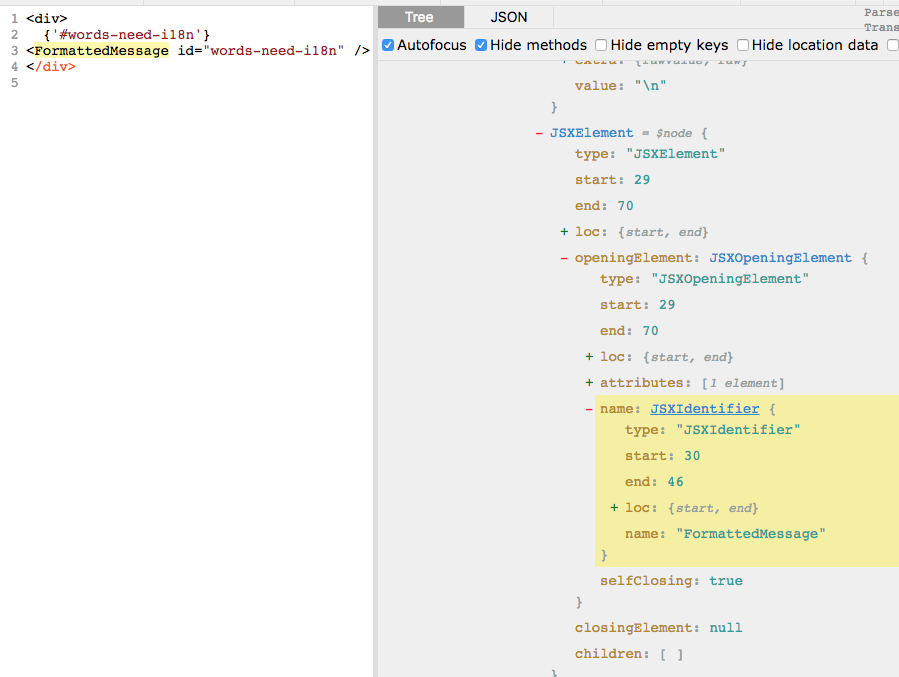 1 <div>
2   {'#words-need-i18n'}
3 <FormattedMessage id="words-need-i18n" />
4 </div>
5
Tree JSON Parse
Trans
Autofocus Hide methods Hide empty keys Hide location data
+ extra: {rawValue, raw}
value: "\n"
}
- JSXElement = $node {
type: "JSXElement"
start: 29
end: 70
+ loc: {start, end}
- openingElement: JSXOpeningElement {
type: "JSXOpeningElement"
start: 29
end: 70
+ loc: {start, end}
+ attributes: [1 element]
- name: JSXIdentifier {
type: "JSXIdentifier"
start: 30
end: 46
+ loc: {start, end}
name: "FormattedMessage"
}
selfClosing: true
}
closingElement: null
children: [ ]
}